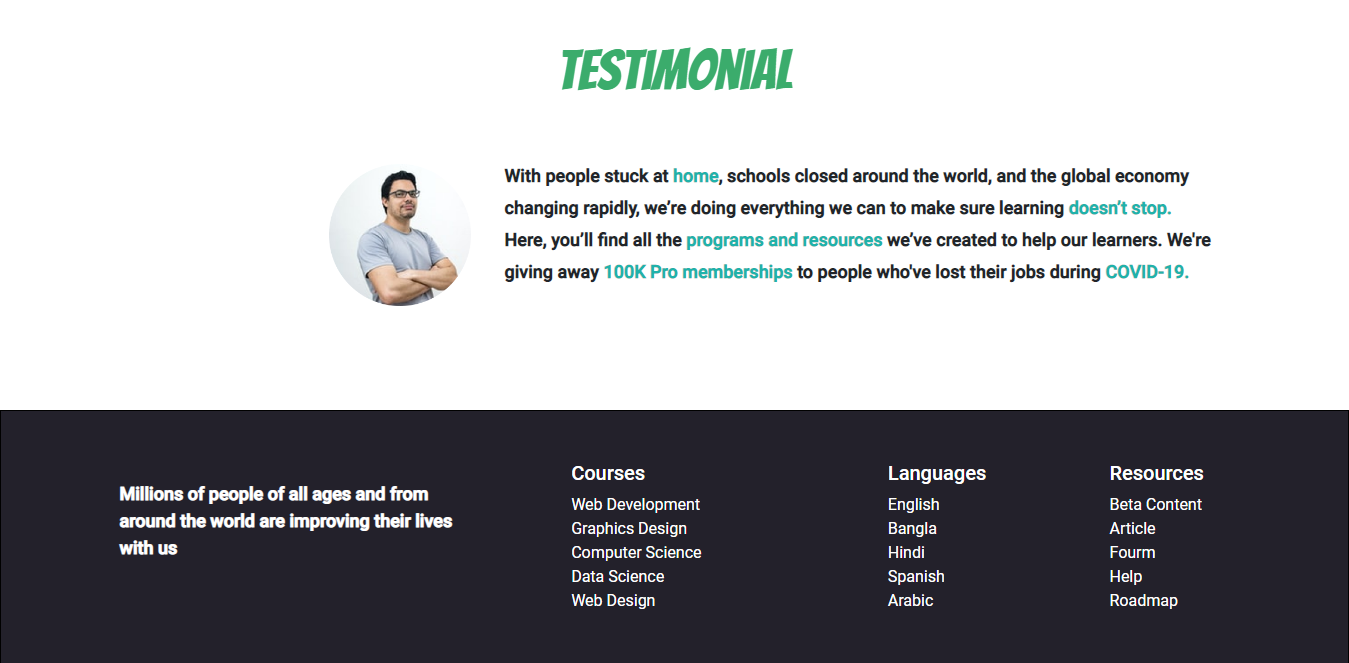 TESTIMONIAL
With people stuck at home, schools closed around the world, and the global economy
changing rapidly, we’re doing everything we can to make sure learning doesn’t stop.
Here, you’ll find all the programs and resources we’ve created to help our learners. We're
giving away 100K Pro memberships to people who've lost their jobs during COVID-19.
Millions of people of all ages and from
around the world are improving their lives
with us
Courses
Web Development
Graphics Design
Computer Science
Data Science
Web Design
Languages
English
Bangla
Hindi
Spanish
Arabic
Resources
Beta Content
Article
Fourm
Help
Roadmap